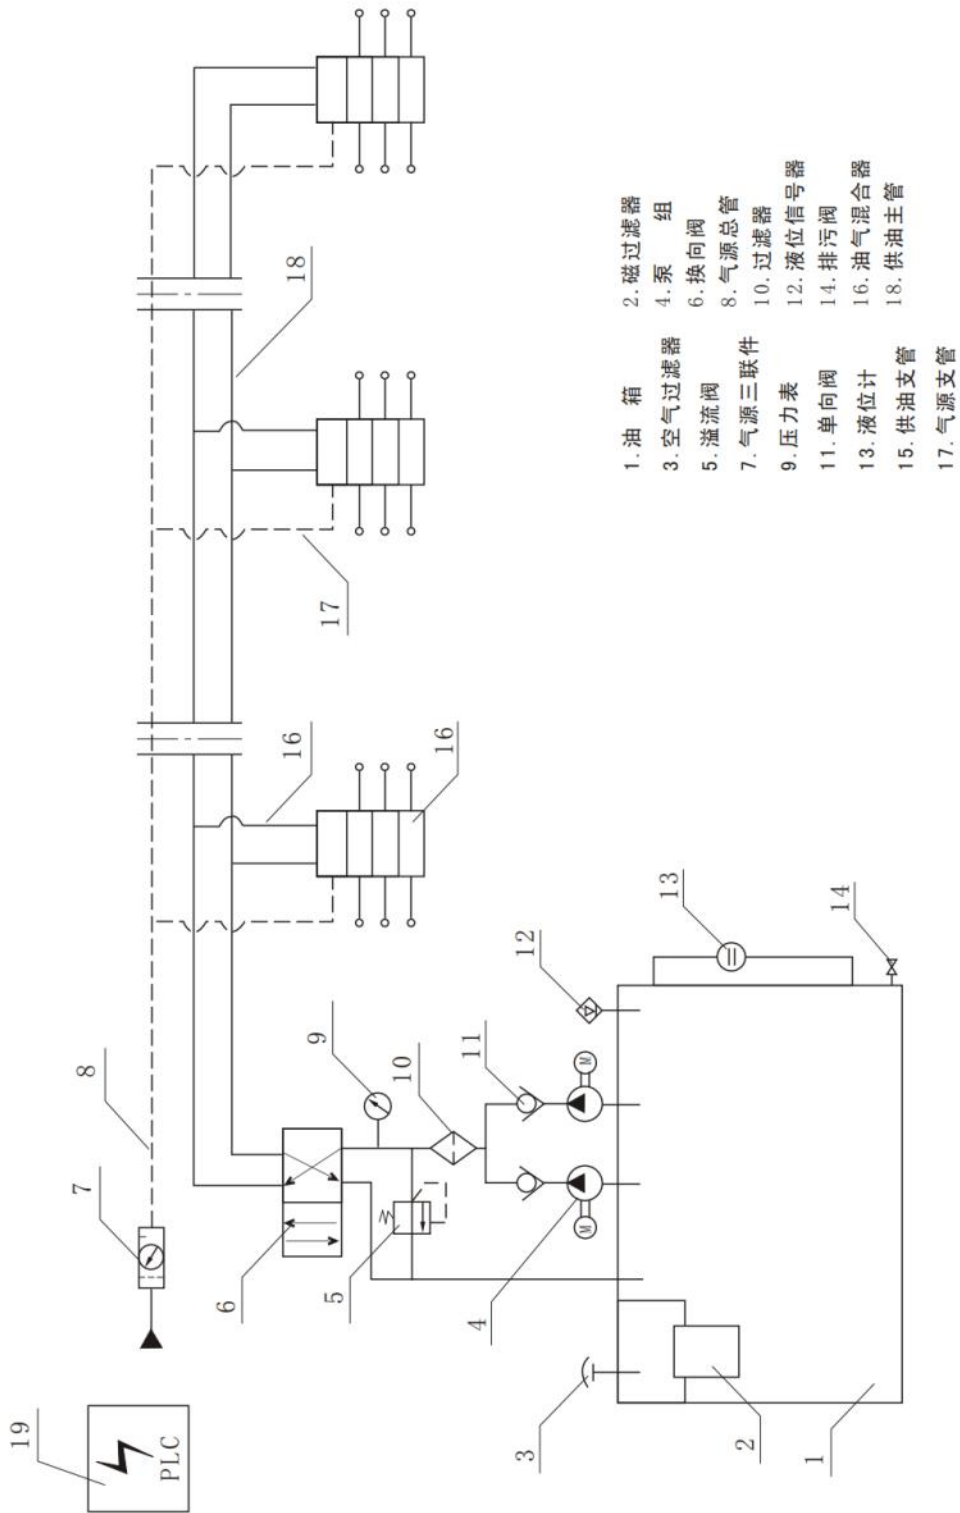 19
PLC
7
8
18
17
16
16
6
5
9
10
11
12
4
13
14
3
2
1
1.油 箱
2.磁过滤器
3.空气过滤器
4.泵 组
5.溢流阀
6.换向阀
7.气源三联件
8.气源总管
9.压力表
10.过滤器
11.单向阀
12.液位信号器
13.液位计
14.排污阀
15.供油支管
16.油气混合器
17.气源支管
18.供油主管
M
M